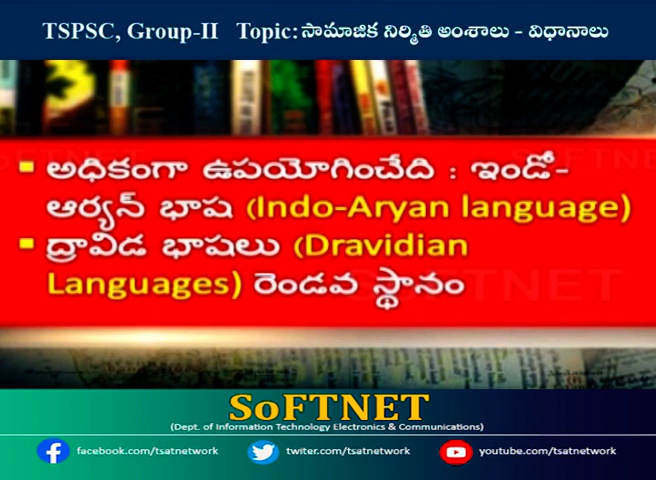 TSPSC, Group-II Topic: సామాజిక నిర్మితి అంశాలు - విధానాలు
▪ అధికంగా ఉపయోగించేది : ఇండో-
ఆర్యన్ భాష (Indo-Aryan language)
▪ ద్రావిడ భాషలు (Dravidian
Languages) రెండవ స్థానం
SOFTNET
SoFTNET
(Dept. of Information Technology Electronics & Communications)
facebook.com/tsatnetwork
twiter.com/tsatnetwork
youtube.com/tsatnetwork